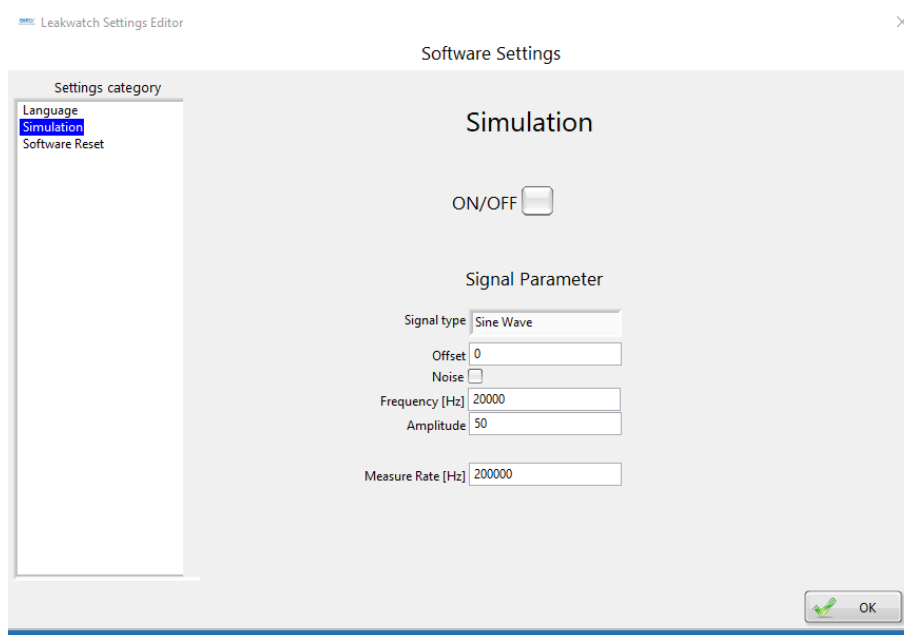 Leakwatch Settings Editor
Software Settings
Settings category
Language
Simulation
Software Reset
Simulation
ON/OFF
Signal Parameter
Signal type Sine Wave
Offset 0
Noise
Frequency [Hz] 20000
Amplitude 50
Measure Rate [Hz] 200000
OK